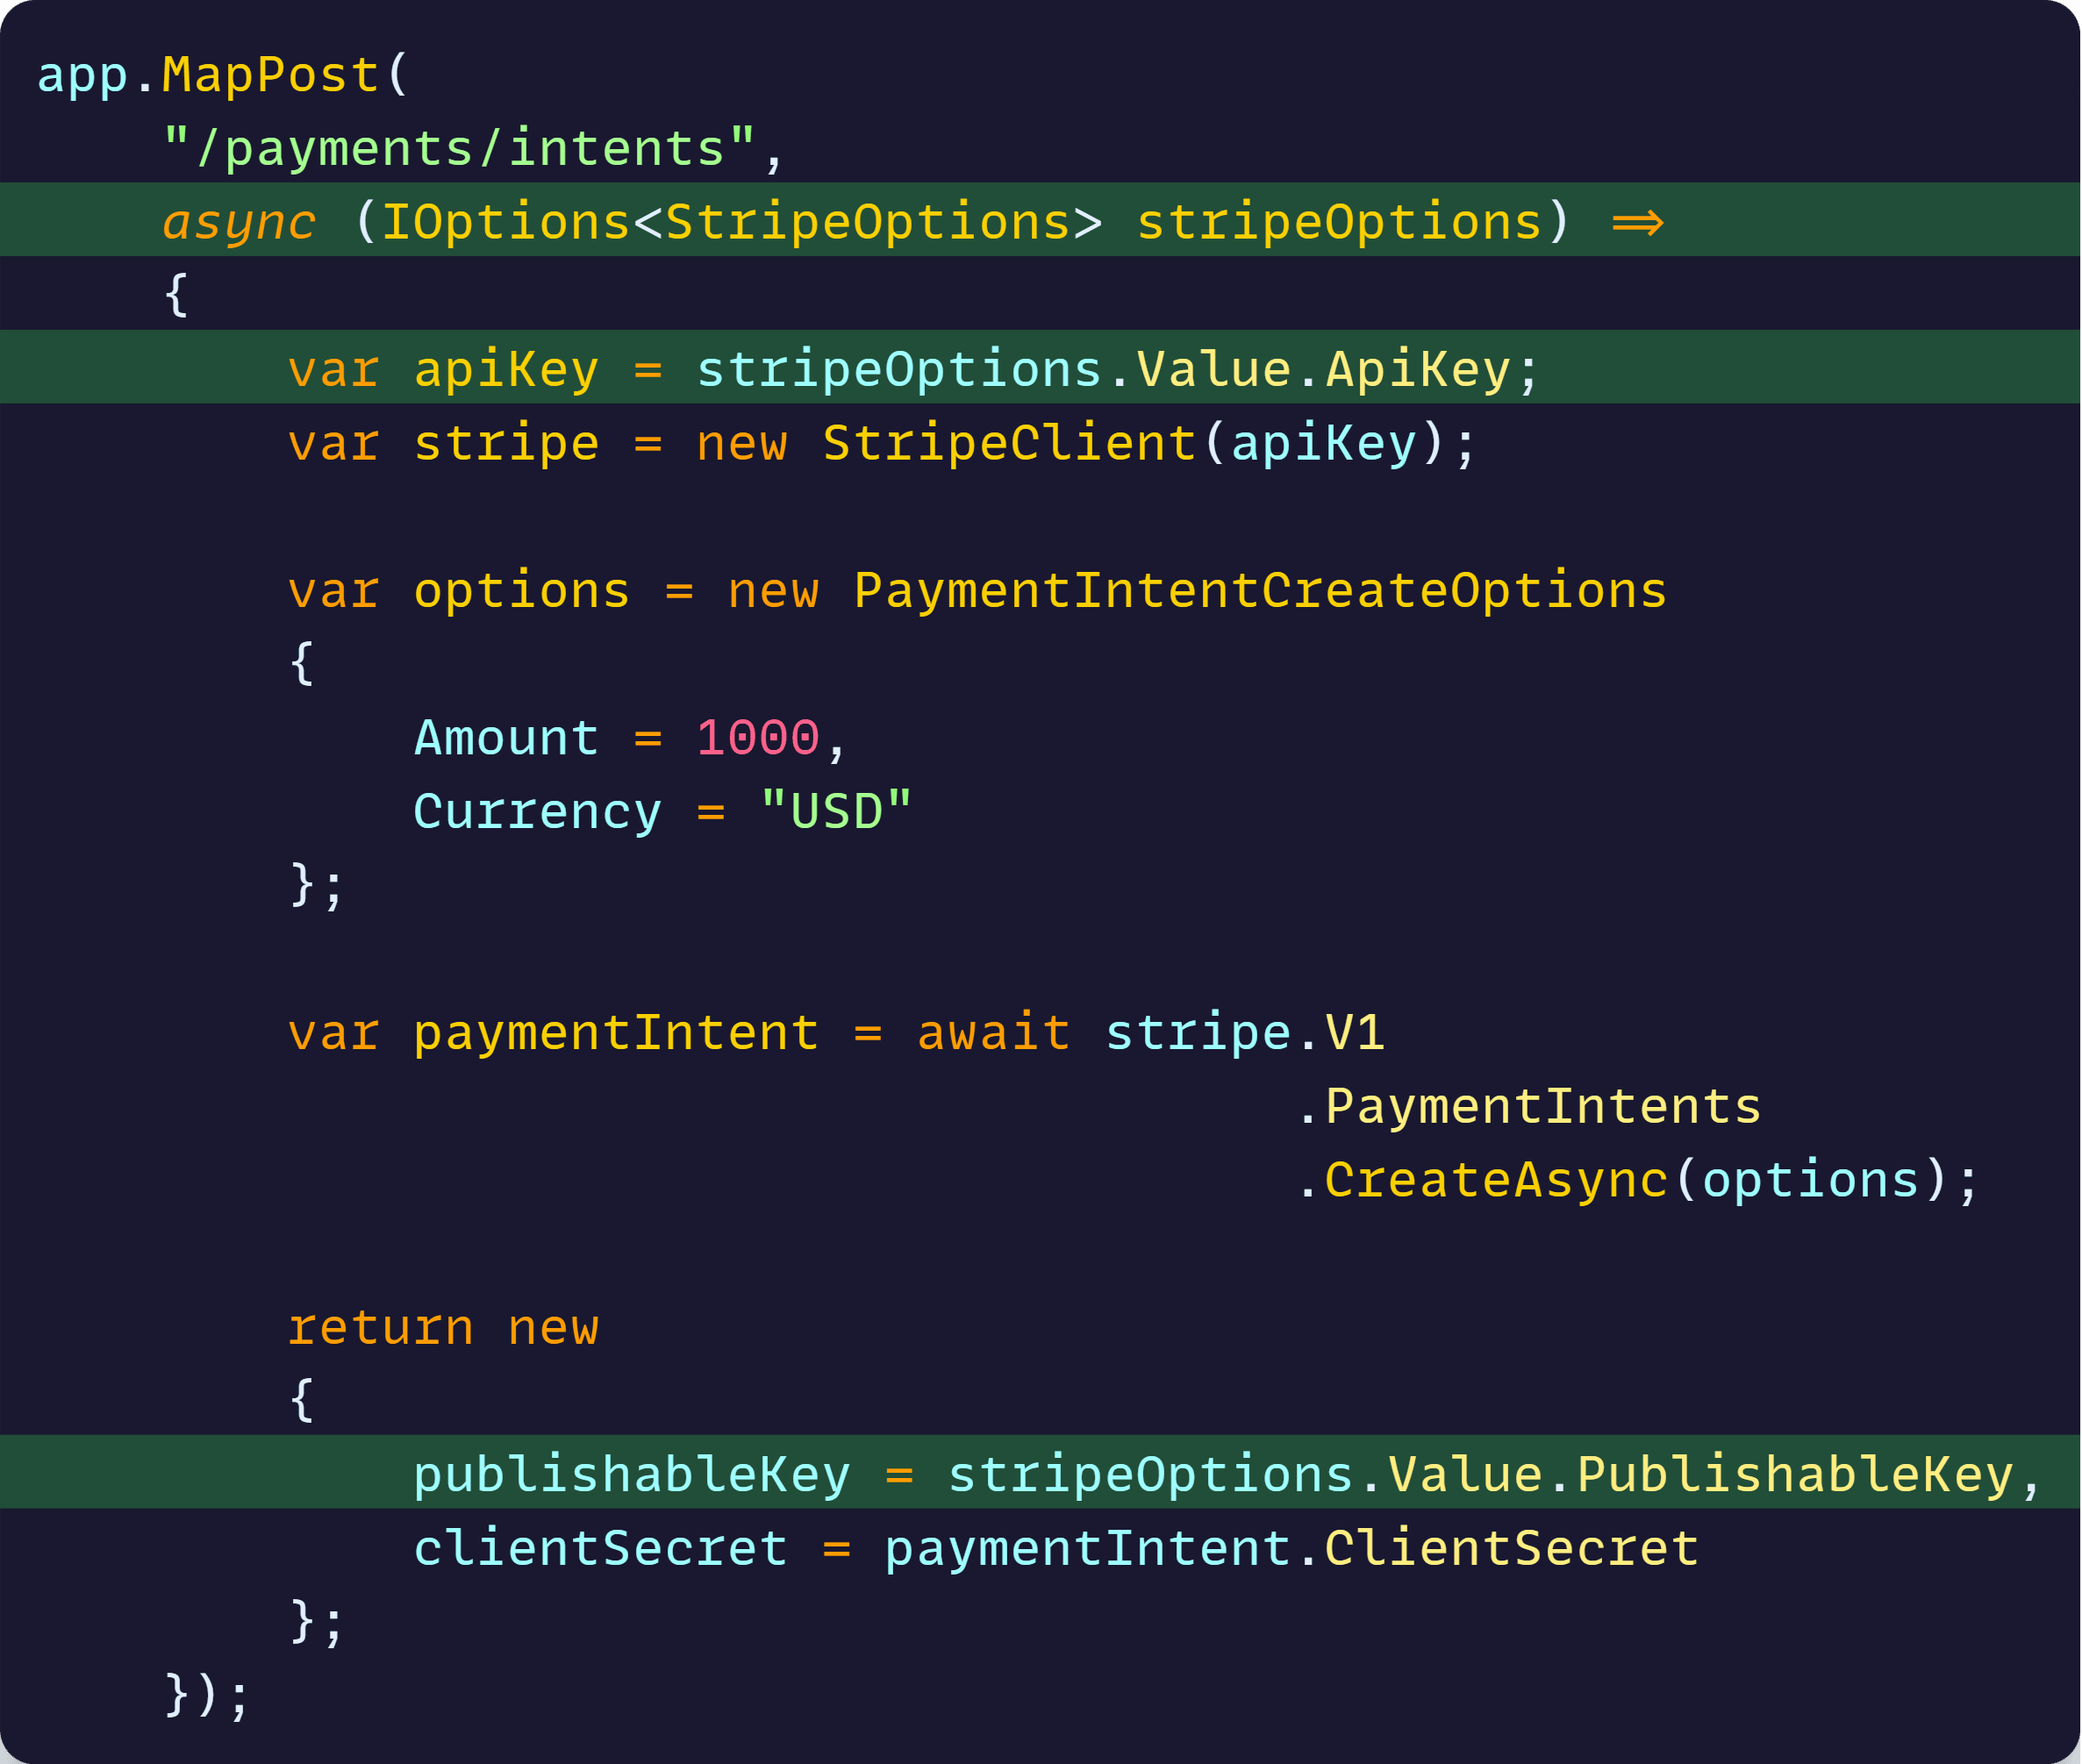 app.MapPost(
    "/payments/intents",
    async (IOptions<StripeOptions> stripeOptions) =>
    {
        var apiKey = stripeOptions.Value.ApiKey;
        var stripe = new StripeClient(apiKey);

        var options = new PaymentIntentCreateOptions
        {
            Amount = 1000,
            Currency = "USD"
        };

        var paymentIntent = await stripe.V1
                                        .PaymentIntents
                                        .CreateAsync(options);

        return new
        {
            publishableKey = stripeOptions.Value.PublishableKey,
            clientSecret = paymentIntent.ClientSecret
        };
    });